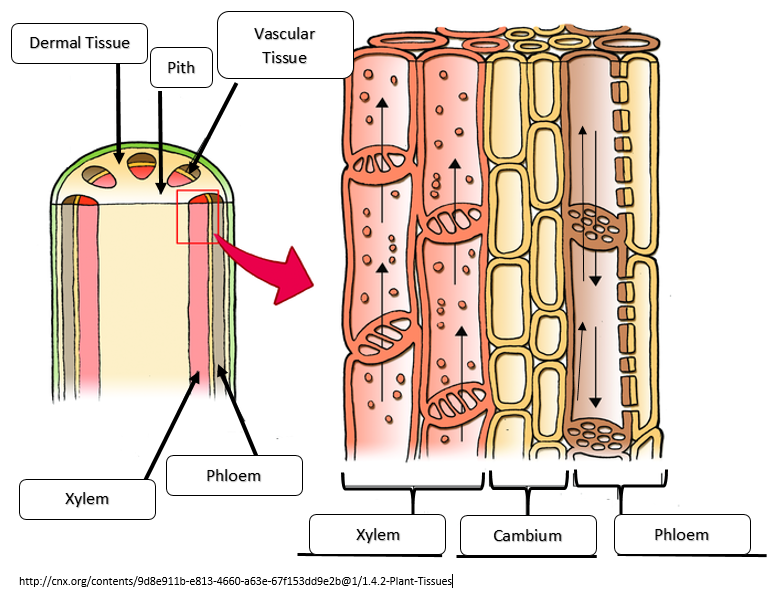 Dermal Tissue
Pith
Vascular
Tissue
Xylem
Phloem
Xylem
Cambium
Phloem
http://cnx.org/contents/9d8e911b-e813-4660-a63e-67f153dd9e2b@1/1.4.2-Plant-Tissues